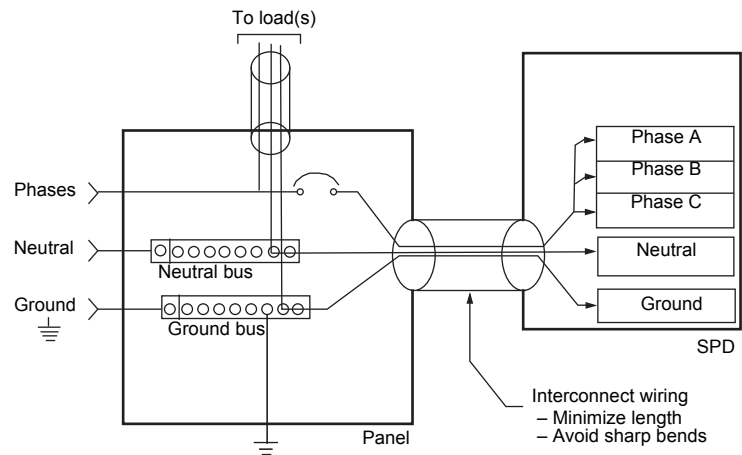 To load(s)
Phases
Neutral
Ground
Neutral bus
Ground bus
Panel
Phase A
Phase B
Phase C
Neutral
Ground
SPD
Interconnect wiring
– Minimize length
– Avoid sharp bends